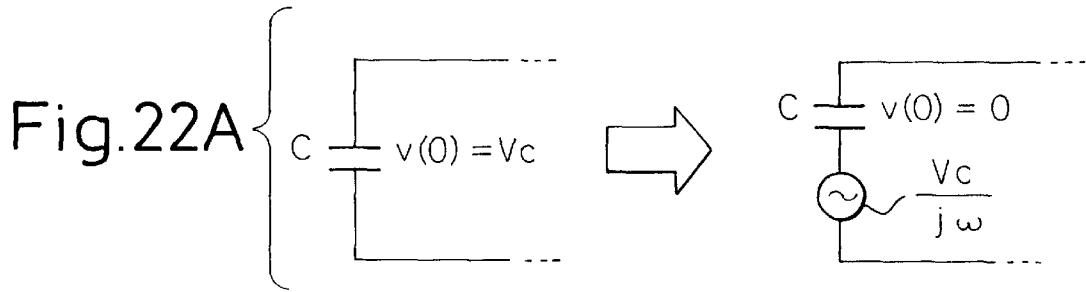 Fig.22A
C v(0) = Vc
C v(0) = 0
Vc
jω